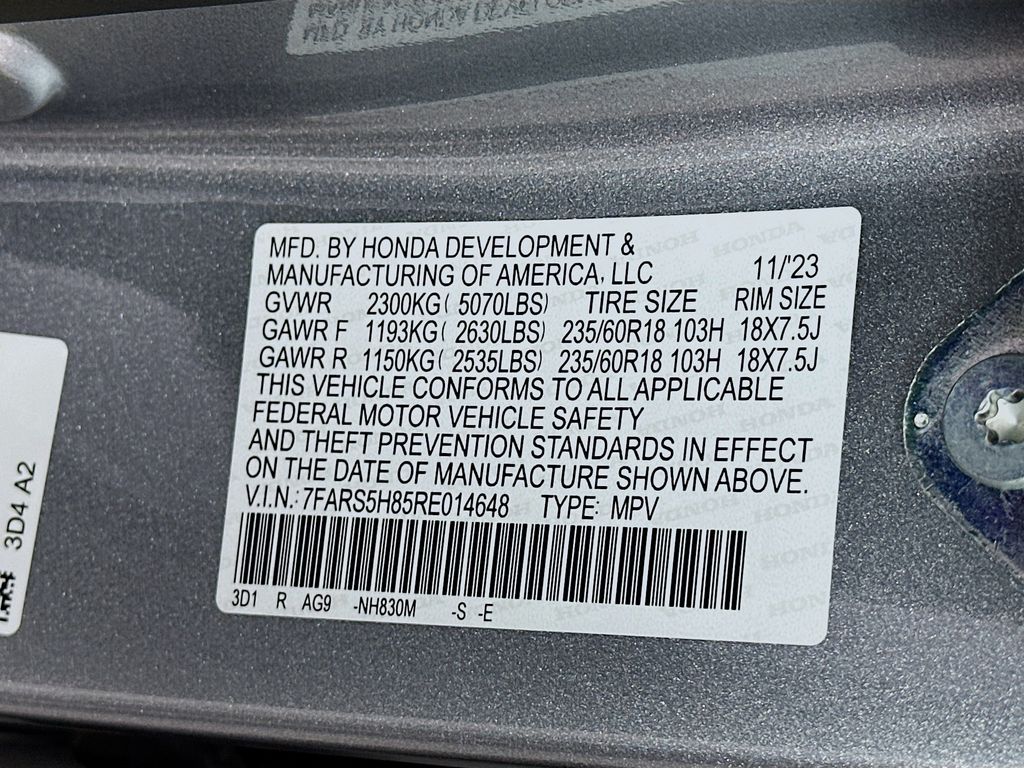 MFD. BY HONDA DEVELOPMENT &
MANUFACTURING OF AMERICA, LLC 11/'23
GVWR 2300KG( 5070LBS) TIRE SIZE RIM SIZE
GAWR F 1193KG( 2630LBS) 235/60R18 103H 18X7.5J
GAWR R 1150KG( 2535LBS) 235/60R18 103H 18X7.5J
THIS VEHICLE CONFORMS TO ALL APPLICABLE
FEDERAL MOTOR VEHICLE SAFETY
AND THEFT PREVENTION STANDARDS IN EFFECT
ON THE DATE OF MANUFACTURE SHOWN ABOVE.
V.I.N.: 7FARS5H85RE014648 TYPE: MPV
3D1 R AG9 -NH830M -S -E
3D4 A2